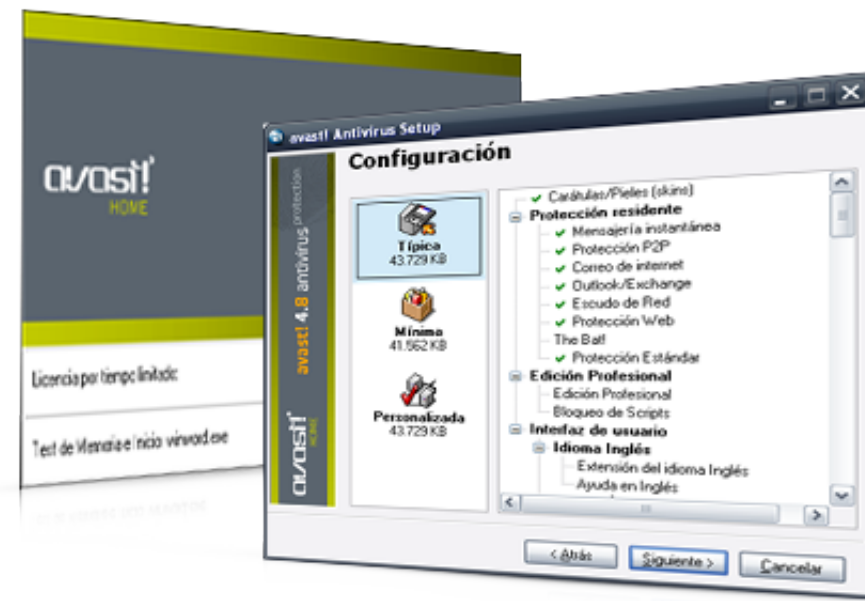 avast!
HOME
Licencia por tiempo limitado:
Test de Memoria e Inicio: winword.exe
avast! Antivirus Setup
avast! 4.8 antivirus protection
avast!
HOME
Configuración
Típica
43.729 KB
Mínima
41.562 KB
Personalizada
43.729 KB
Carátulas/Pieles (skins)
Protección residente
Mensajería instantánea
Protección P2P
Correo de internet
Outlook/Exchange
Escudo de Red
Protección Web
The Bat!
Protección Estándar
Edición Profesional
Edición Profesional
Bloqueo de Scripts
Interfaz de usuario
Idioma Inglés
Extensión del idioma Inglés
Ayuda en Inglés
< Atrás
Siguiente >
Cancelar